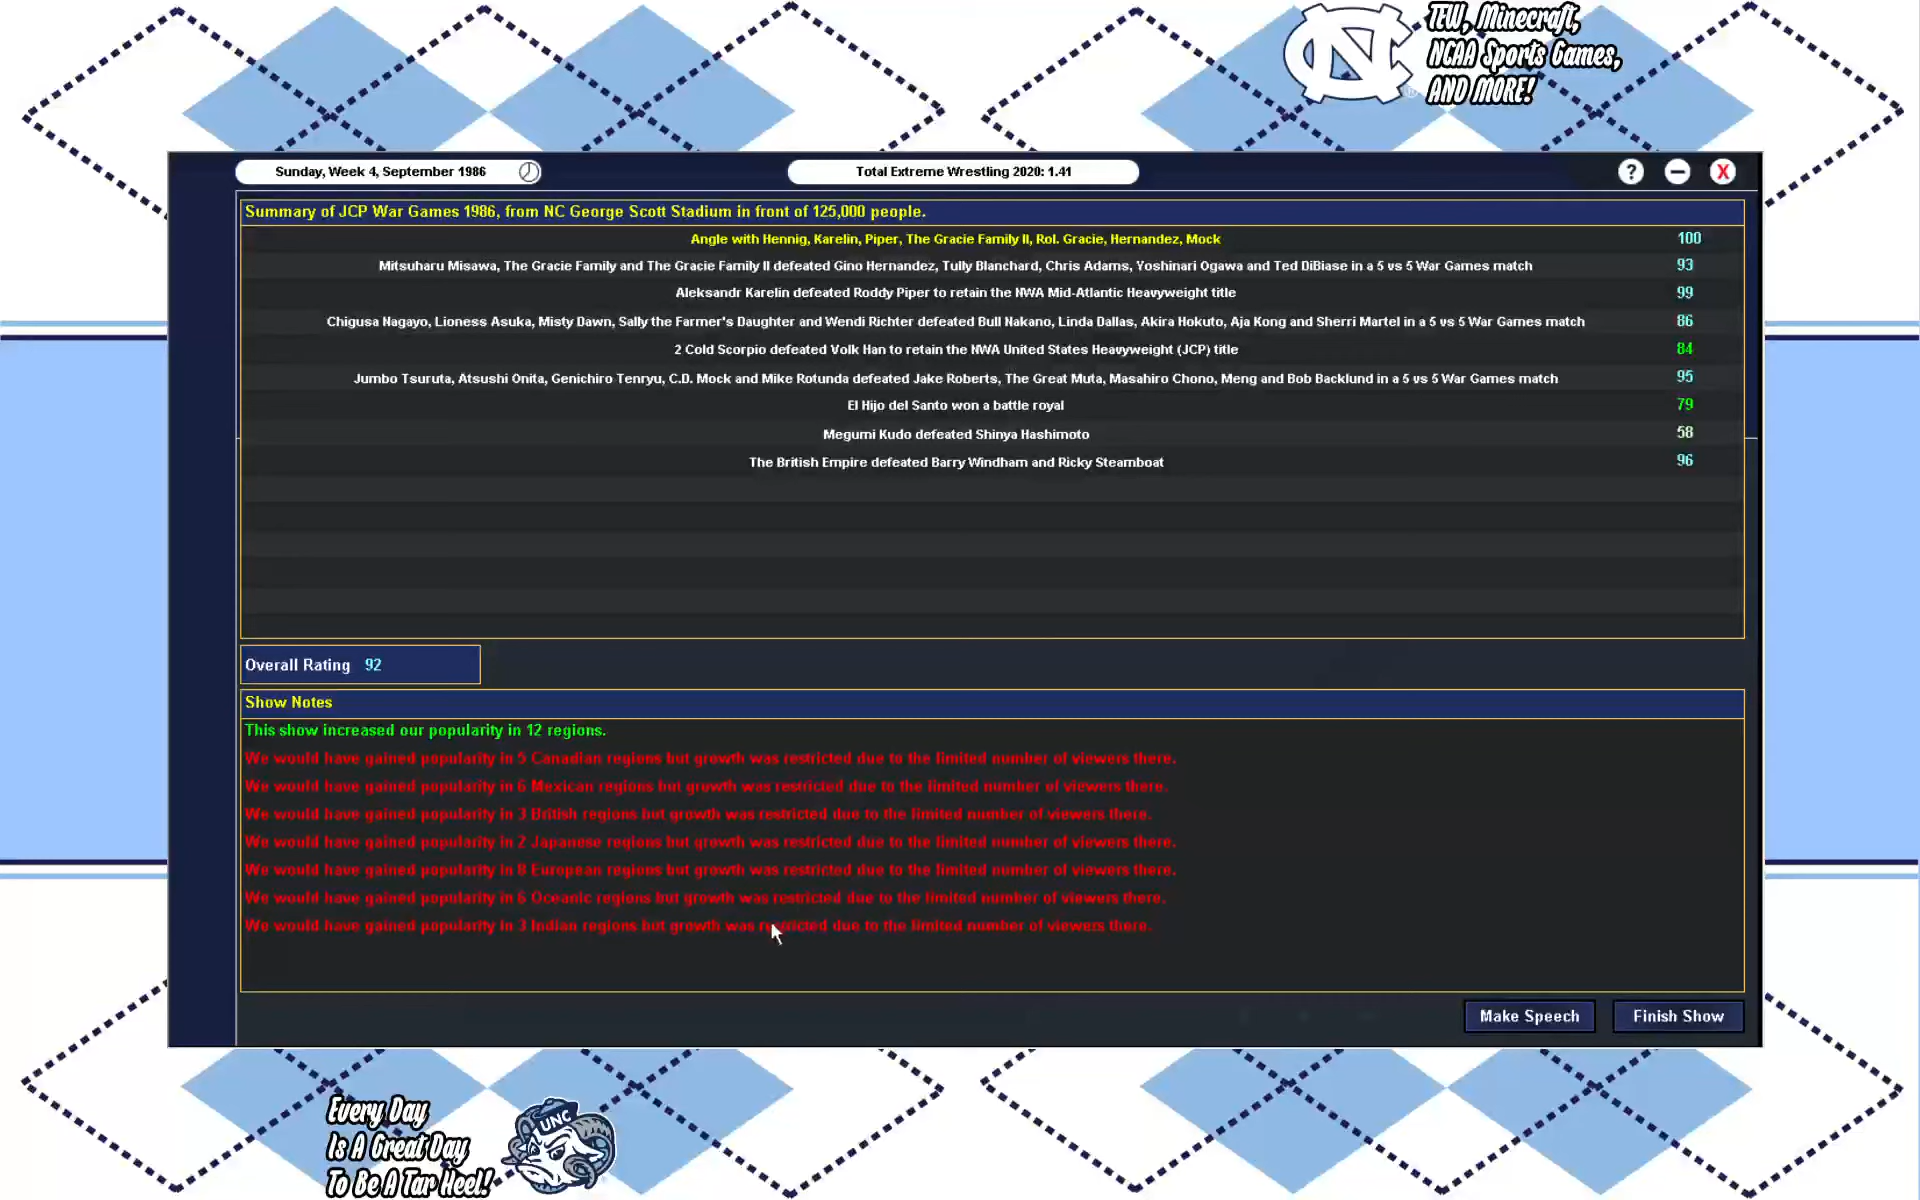 TEW, Minecraft,
NCAA Sports Games,
AND MORE!
NC
Sunday, Week 4, September 1986
Total Extreme Wrestling 2020: 1.41
? X
Summary of JCP War Games 1986, from NC George Scott Stadium in front of 125,000 people.
Angle with Hennig, Karelin, Piper, The Gracie Family II, Rol. Gracie, Hernandez, Mock 100
Mitsuharu Misawa, The Gracie Family and The Gracie Family II defeated Gino Hernandez, Tully Blanchard, Chris Adams, Yoshinari Ogawa and Ted DiBiase in a 5 vs 5 War Games match 93
Aleksandr Karelin defeated Roddy Piper to retain the NWA Mid-Atlantic Heavyweight title 99
Chigusa Nagayo, Lioness Asuka, Misty Dawn, Sally the Farmer's Daughter and Wendi Richter defeated Bull Nakano, Linda Dallas, Akira Hokuto, Aja Kong and Sherri Martel in a 5 vs 5 War Games match 86
2 Cold Scorpio defeated Volk Han to retain the NWA United States Heavyweight (JCP) title 84
Jumbo Tsuruta, Atsushi Onita, Genichiro Tenryu, C.D. Mock and Mike Rotunda defeated Jake Roberts, The Great Muta, Masahiro Chono, Meng and Bob Backlund in a 5 vs 5 War Games match 95
El Hijo del Santo won a battle royal 79
Megumi Kudo defeated Shinya Hashimoto 58
The British Empire defeated Barry Windham and Ricky Steamboat 96
Overall Rating 92
Show Notes
This show increased our popularity in 12 regions.
We would have gained popularity in 5 Canadian regions but growth was restricted due to the limited number of viewers there.
We would have gained popularity in 6 Mexican regions but growth was restricted due to the limited number of viewers there.
We would have gained popularity in 3 British regions but growth was restricted due to the limited number of viewers there.
We would have gained popularity in 2 Japanese regions but growth was restricted due to the limited number of viewers there.
We would have gained popularity in 8 European regions but growth was restricted due to the limited number of viewers there.
We would have gained popularity in 6 Oceanic regions but growth was restricted due to the limited number of viewers there.
We would have gained popularity in 3 Indian regions but growth was restricted due to the limited number of viewers there.
Make Speech
Finish Show
Every Day
Is A Great Day
To Be A Tar Heel!
UNC